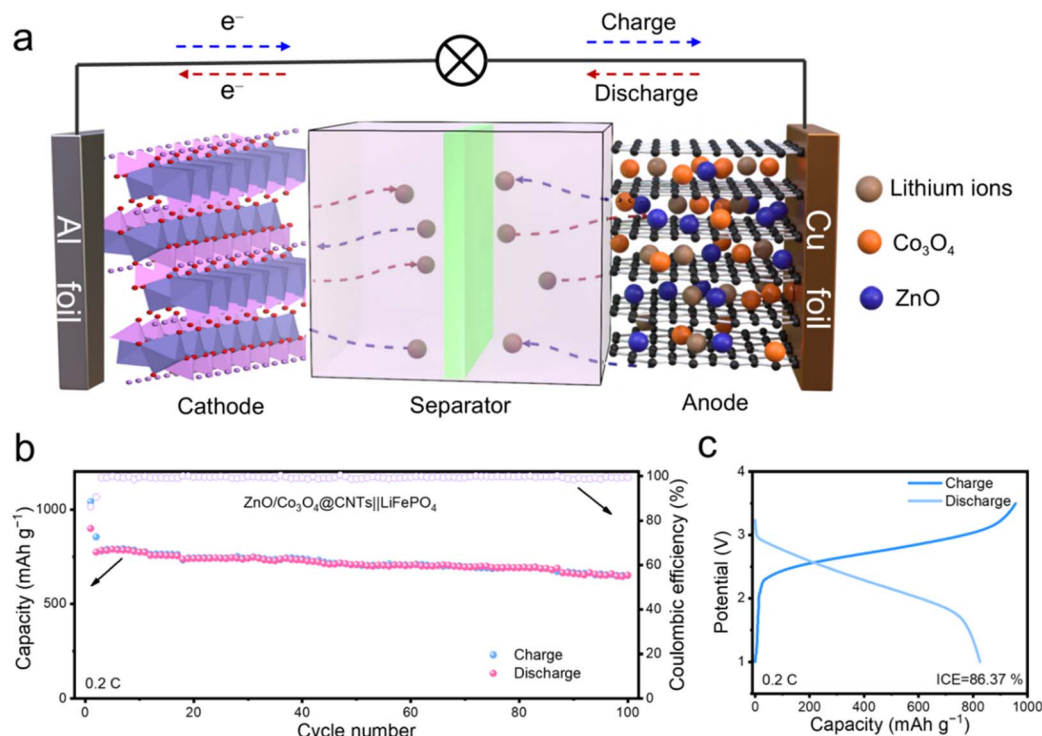 a
e⁻
Charge
e⁻
Discharge
Al foil
Cu foil
Lithium ions
Co₃O₄
ZnO
Cathode
Separator
Anode
b
ZnO/Co₃O₄@CNTs||LiFePO₄
Capacity (mAh g⁻¹)
1000
750
500
0
100
80
60
40
20
0
Coulombic efficiency (%)
Charge
Discharge
0.2 C
0
20
40
60
80
100
Cycle number
c
Potential (V)
4
3
2
1
Charge
Discharge
0.2 C
ICE=86.37 %
0
200
400
600
800
1000
Capacity (mAh g⁻¹)